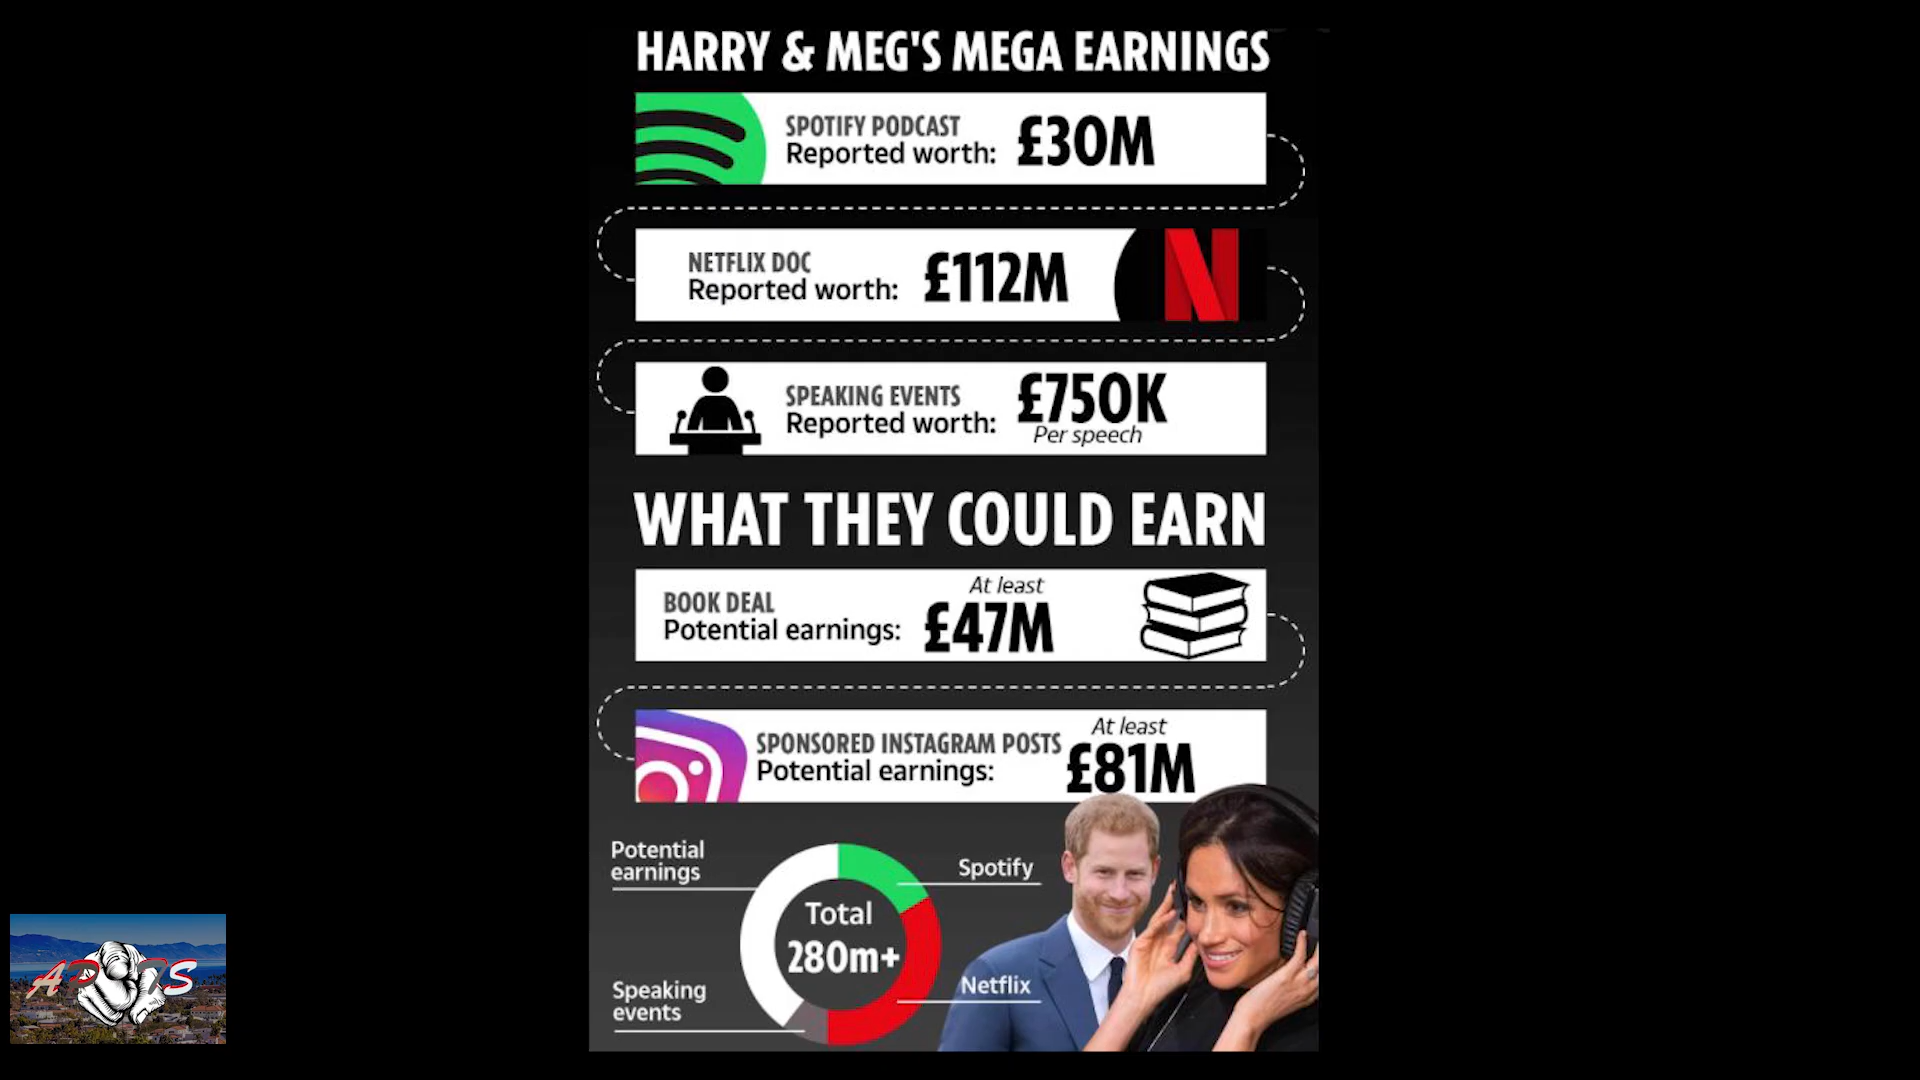 HARRY & MEG'S MEGA EARNINGS
SPOTIFY PODCAST
Reported worth: £30M
NETFLIX DOC
Reported worth: £112M
N
SPEAKING EVENTS
Reported worth: £750K
Per speech
WHAT THEY COULD EARN
BOOK DEAL
Potential earnings:
At least
£47M
SPONSORED INSTAGRAM POSTS
Potential earnings:
At least
£81M
Potential
earnings
Spotify
Total
280m+
Netflix
Speaking
events